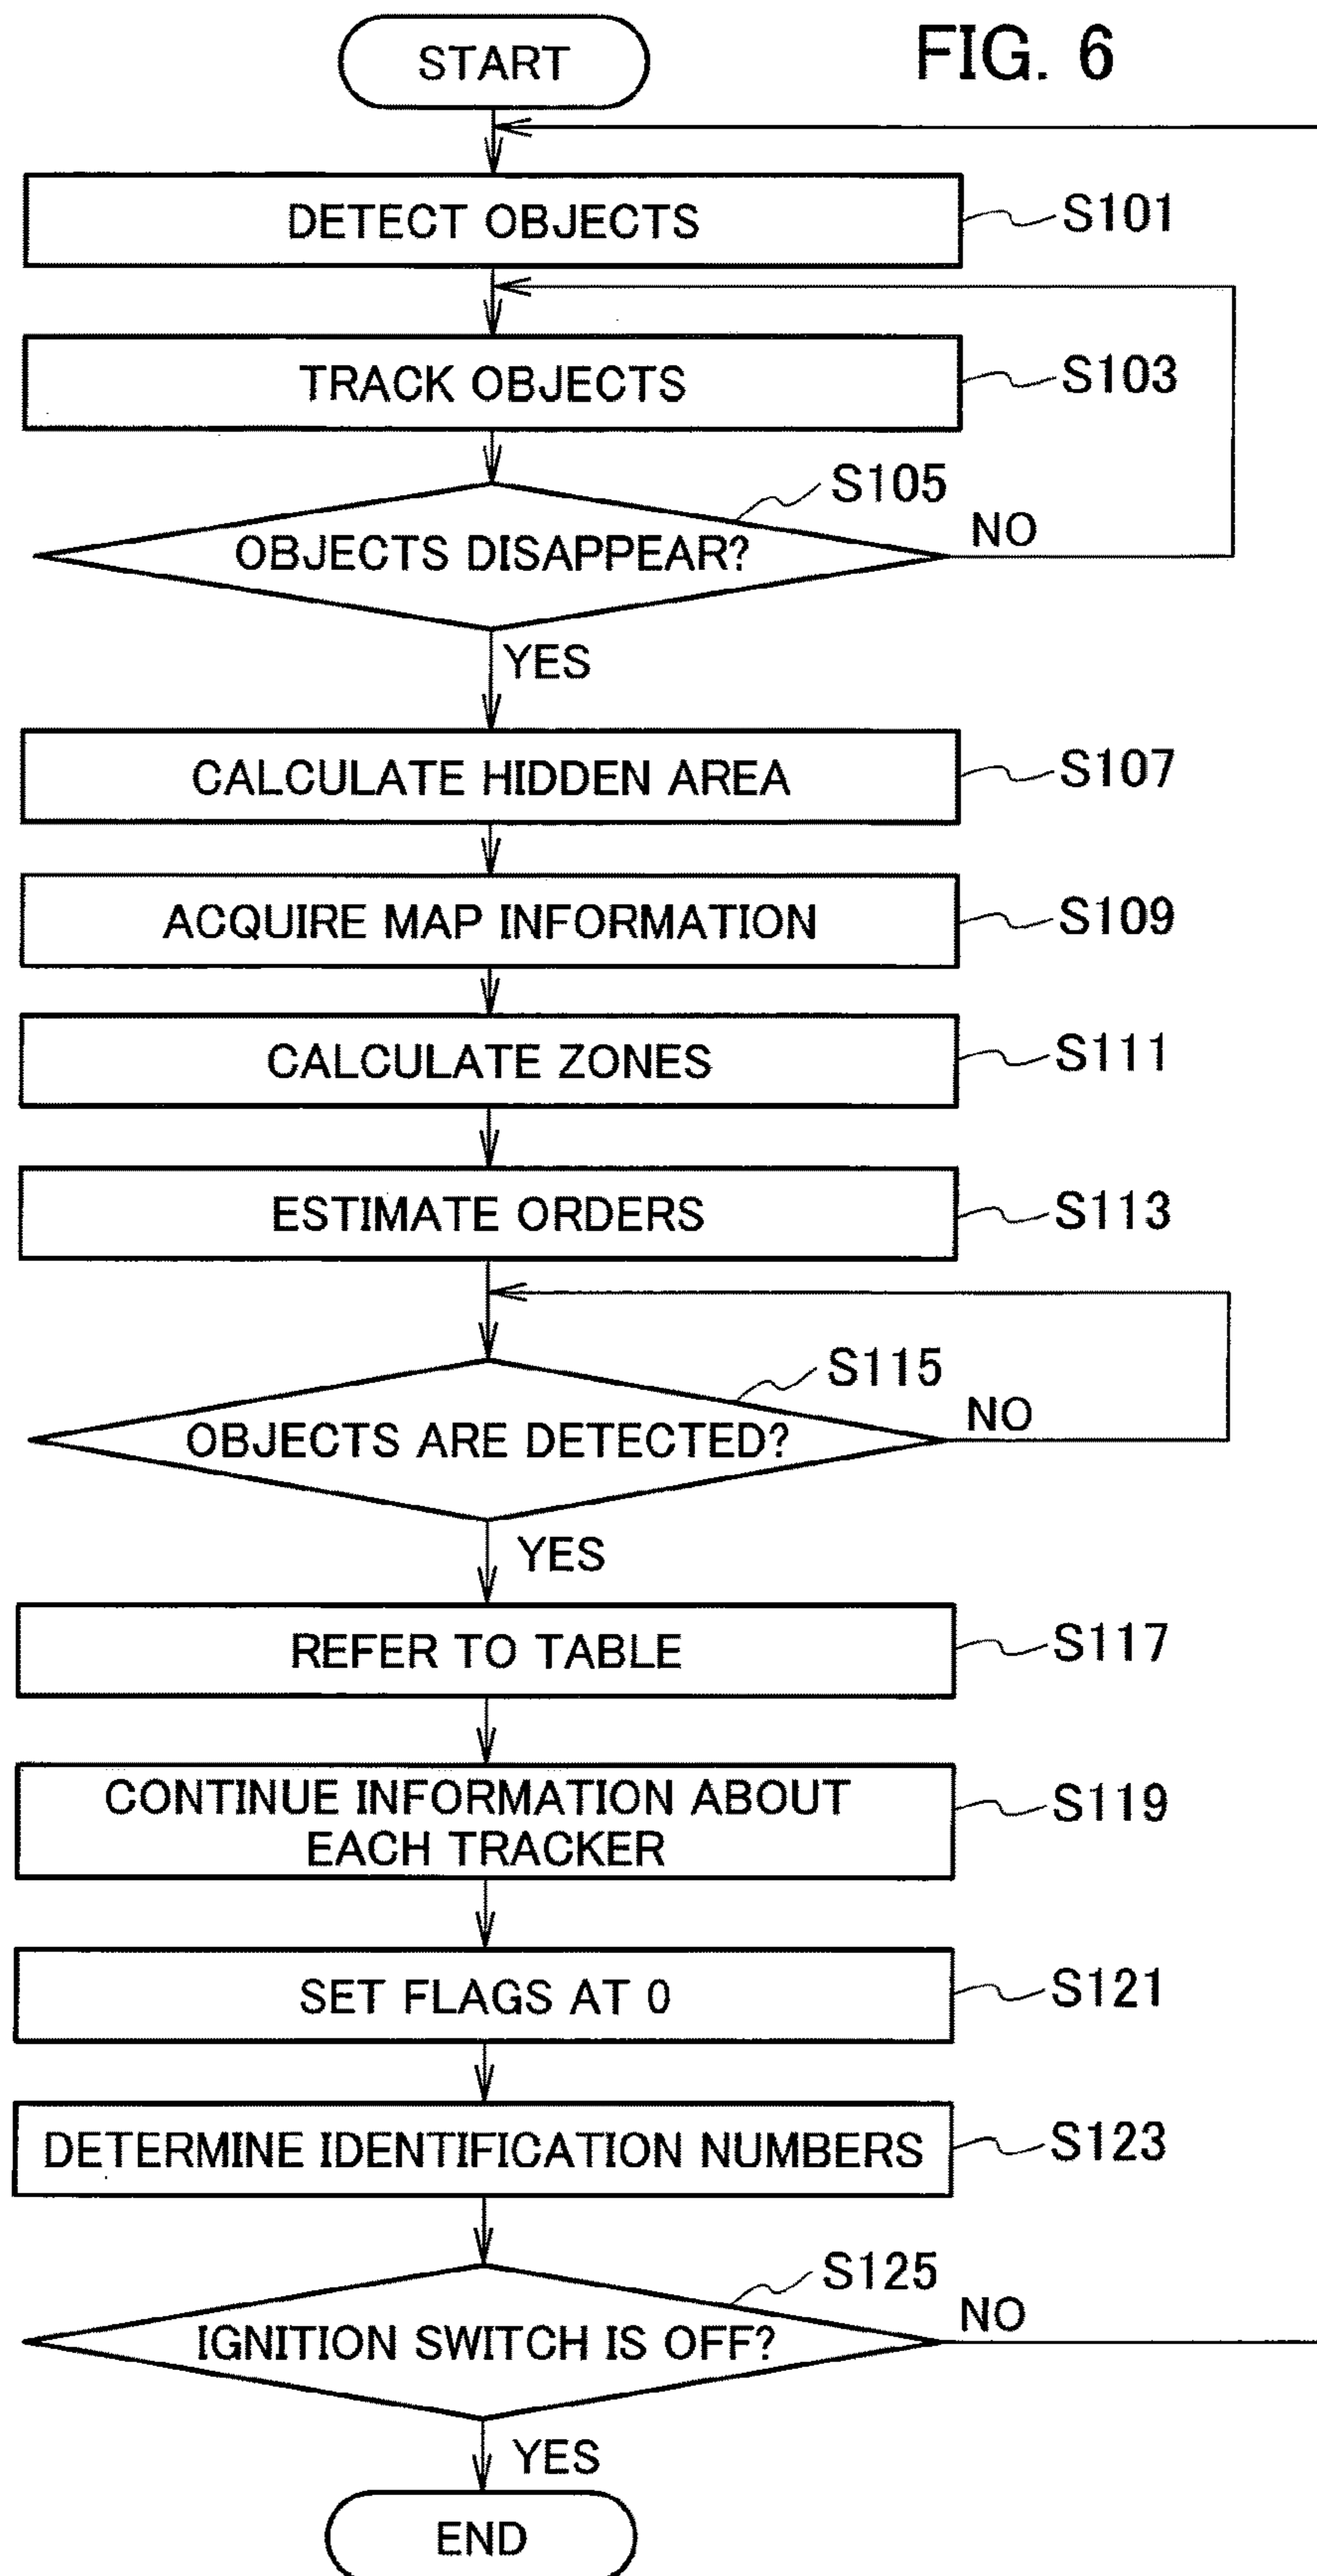 FIG. 6
START
DETECT OBJECTS
S101
TRACK OBJECTS
S103
S105
OBJECTS DISAPPEAR?
NO
YES
CALCULATE HIDDEN AREA
S107
ACQUIRE MAP INFORMATION
S109
CALCULATE ZONES
S111
ESTIMATE ORDERS
S113
S115
OBJECTS ARE DETECTED?
NO
YES
REFER TO TABLE
S117
CONTINUE INFORMATION ABOUT
EACH TRACKER
S119
SET FLAGS AT 0
S121
DETERMINE IDENTIFICATION NUMBERS
S123
S125
IGNITION SWITCH IS OFF?
NO
YES
END